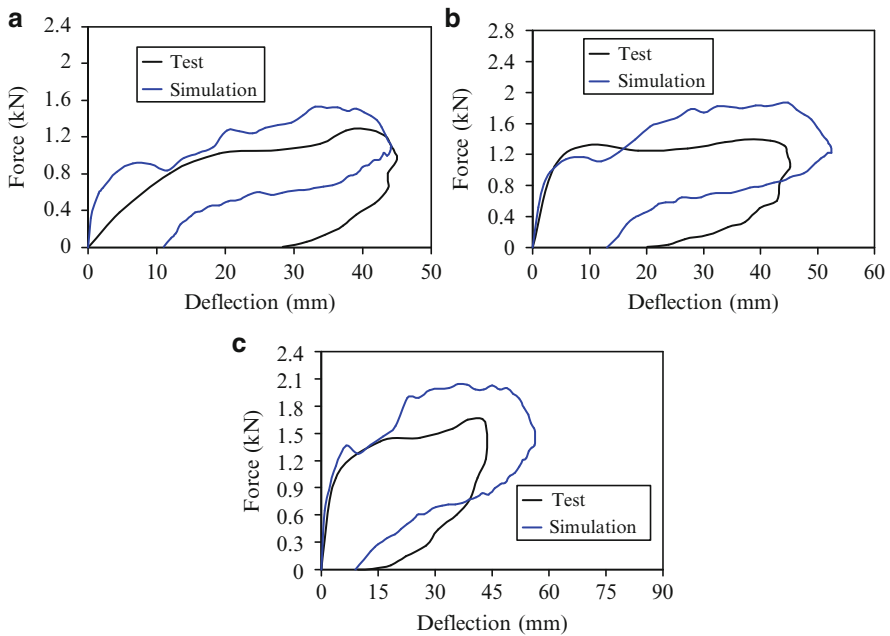 a
2.4
2
1.6
1.2
0.8
0.4
0
Force (kN)
Test
Simulation
0 10 20 30 40 50
Deflection (mm)
b
2.8
2.4
2
1.6
1.2
0.8
0.4
0
Force (kN)
Test
Simulation
0 10 20 30 40 50 60
Deflection (mm)
c
2.4
2.1
1.8
1.5
1.2
0.9
0.6
0.3
0
Force (kN)
Test
Simulation
0 15 30 45 60 75 90
Deflection (mm)